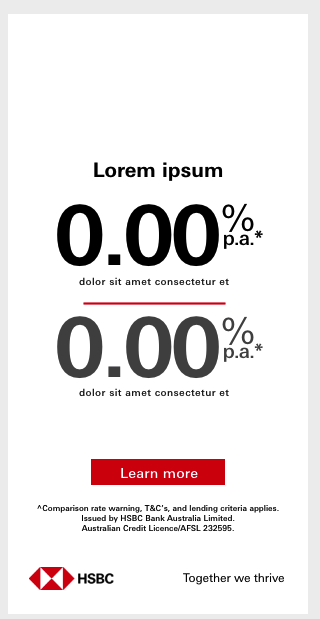 Lorem ipsum
0.00% p.a.*
dolor sit amet consectetur et
0.00% p.a.*
dolor sit amet consectetur et
Learn more
^Comparison rate warning, T&C's, and lending criteria applies.
Issued by HSBC Bank Australia Limited.
Australian Credit Licence/AFSL 232595.
HSBC Together we thrive